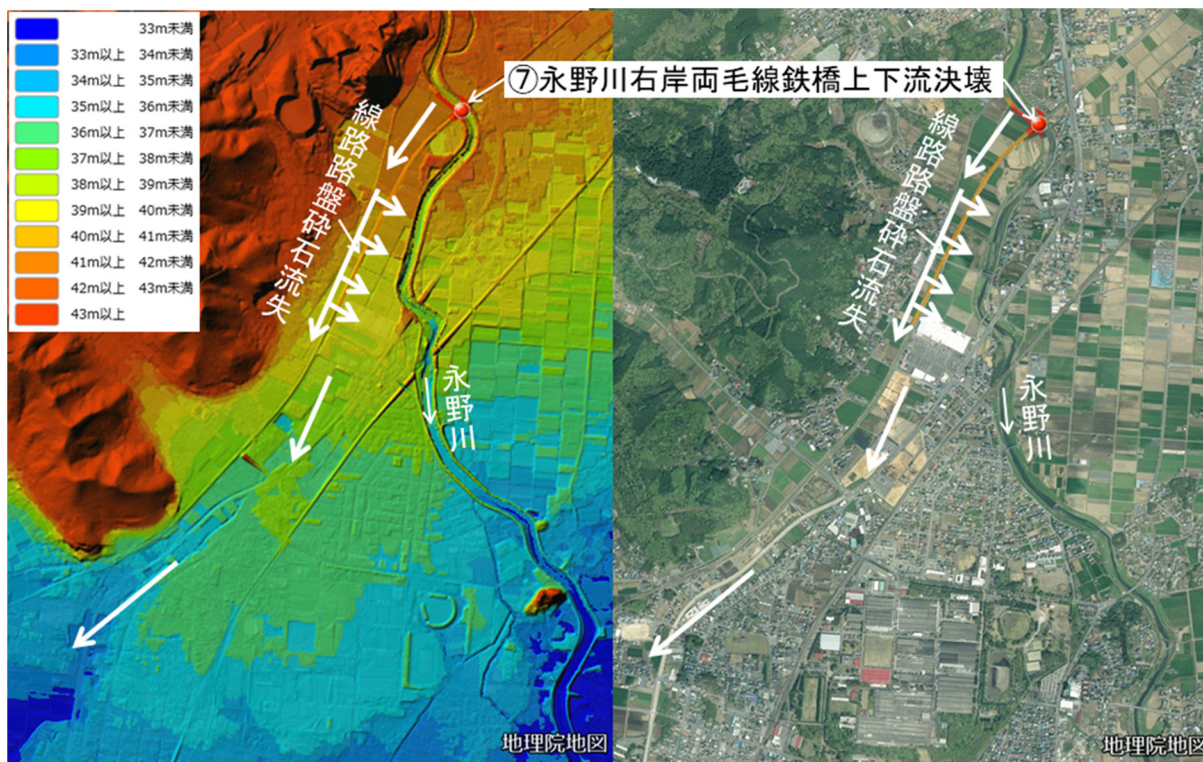 33m未満
33m以上 34m未満
34m以上 35m未満
35m以上 36m未満
36m以上 37m未満
37m以上 38m未満
38m以上 39m未満
39m以上 40m未満
40m以上 41m未満
41m以上 42m未満
42m以上 43m未満
43m以上
⑦永野川右岸両毛線鉄橋上下流決壊
線路路盤砕石流失
永野川
地理院地図
線路路盤砕石流失
永野川
地理院地図